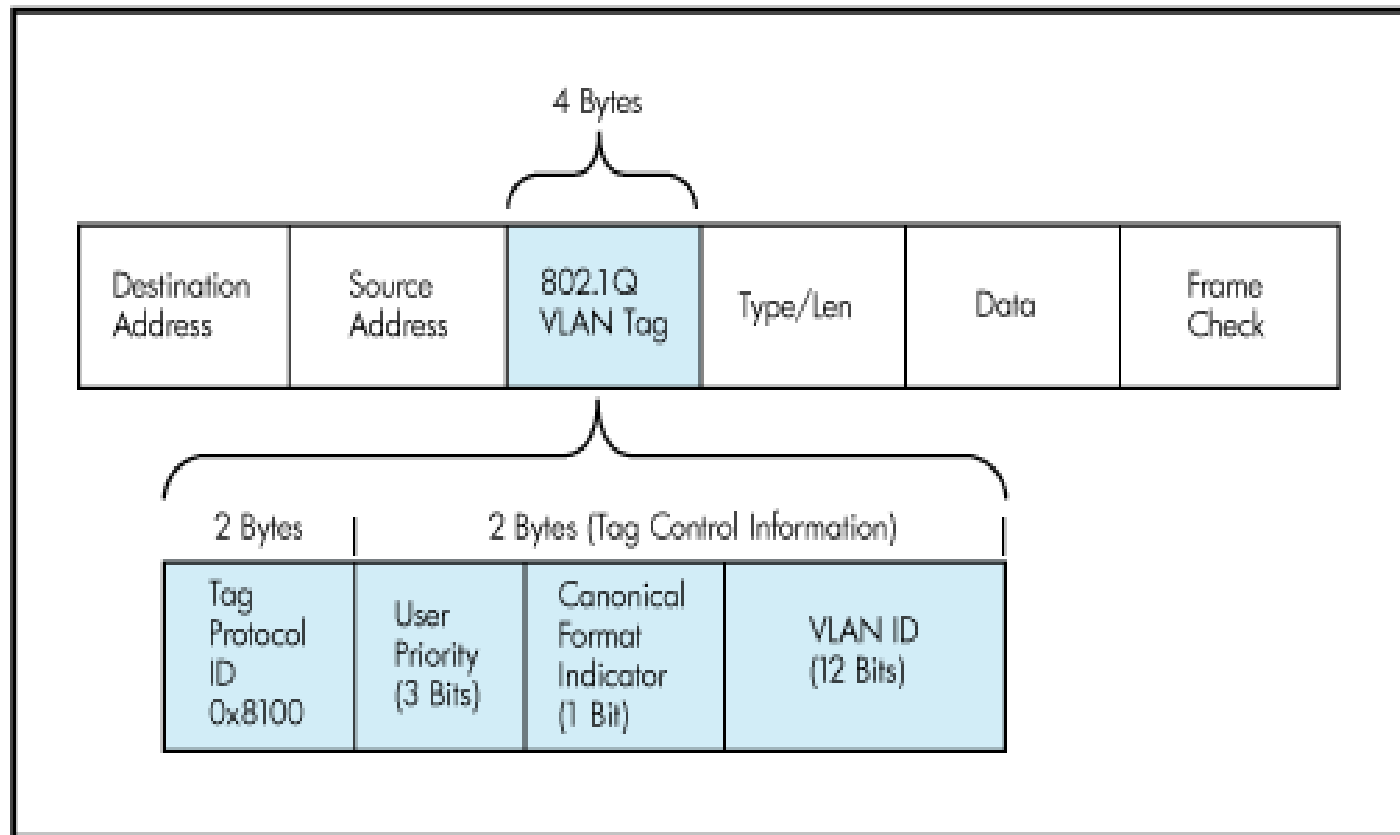 4 Bytes
Destination
Address
Source
Address
802.1Q
VLAN Tag
Type/Len
Data
Frame
Check
2 Bytes
2 Bytes (Tag Control Information)
Tag
Protocol
ID
0x8100
User
Priority
(3 Bits)
Canonical
Format
Indicator
(1 Bit)
VLAN ID
(12 Bits)